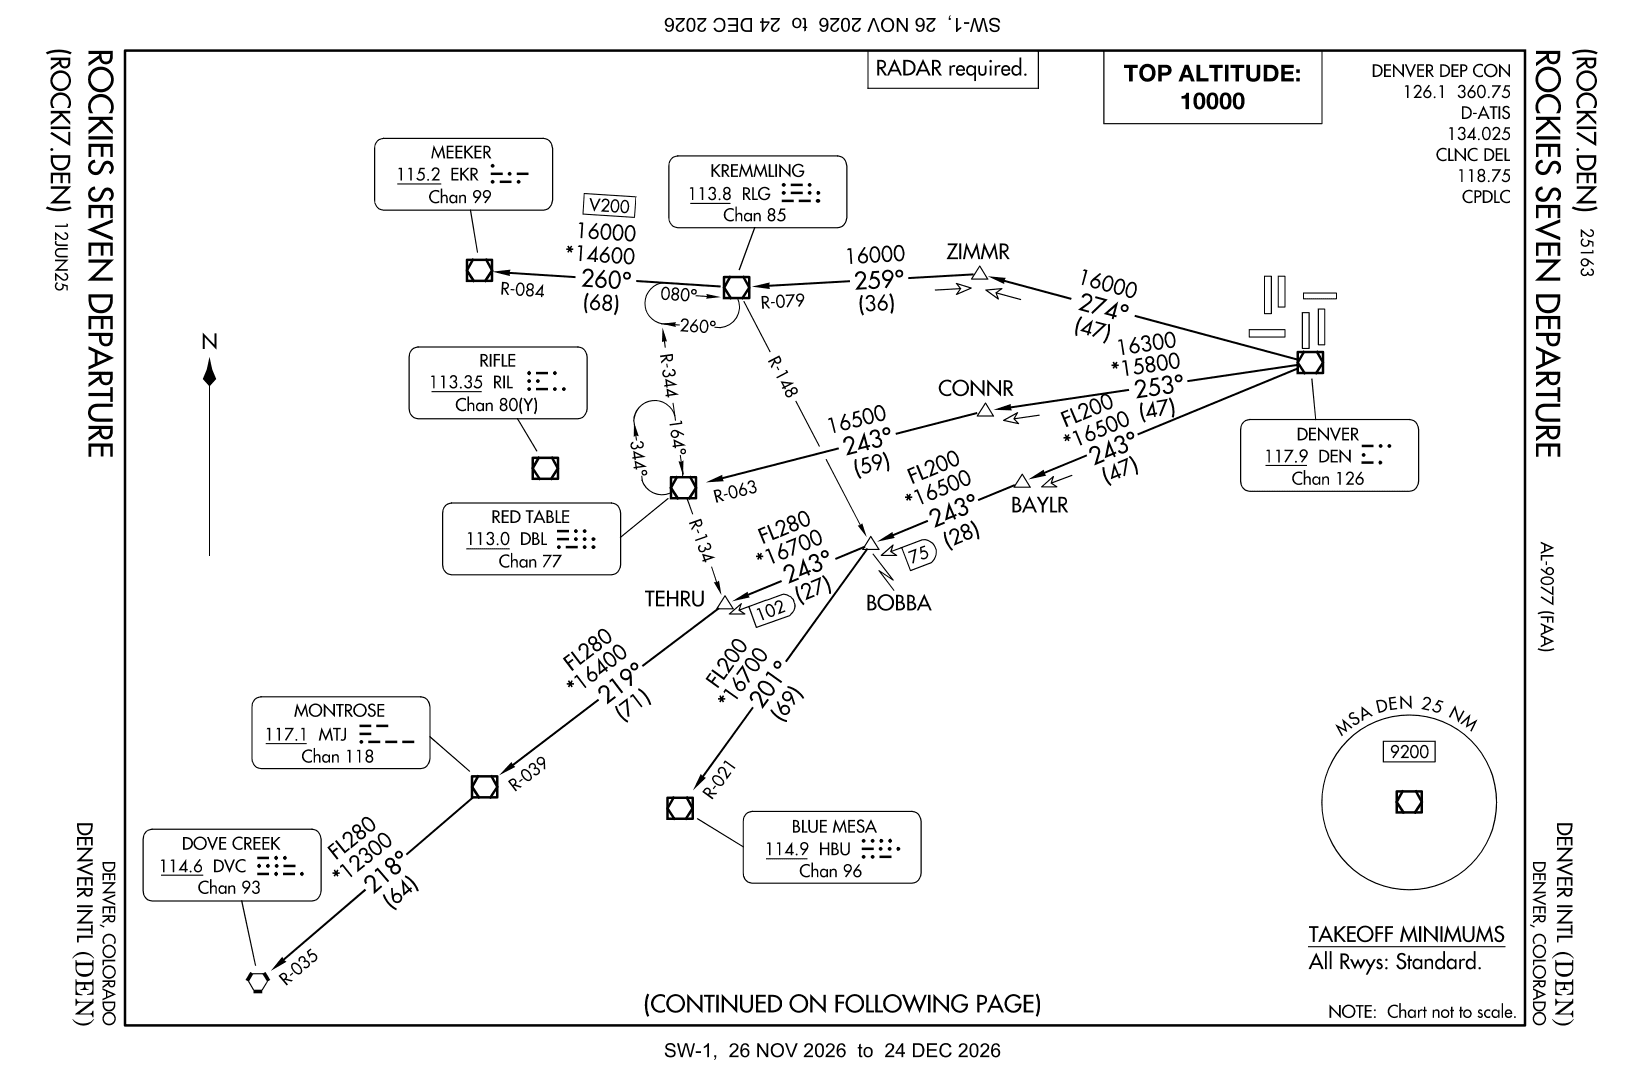 SW-1, 26 NOV 2026 to 24 DEC 2026
(ROCKI7.DEN) 12JUN25
ROCKIES SEVEN DEPARTURE
DENVER INTL (DEN)
DENVER, COLORADO
RADAR required.
TOP ALTITUDE:
10000
DENVER DEP CON
126.1 360.75
D-ATIS
134.025
CLNC DEL
118.75
CPDLC
(ROCKI7.DEN) 25163
ROCKIES SEVEN DEPARTURE
AL-9077 (FAA)
DENVER INTL (DEN)
DENVER, COLORADO
MEEKER
115.2 EKR
Chan 99
V200
16000
*14600
260°
(68)
R-084
KREMMLING
113.8 RLG
Chan 85
080°
260°
R-079
16000
259°
(36)
ZIMMR
16000
274°
(47)
16300
*15800
253°
(47)
CONNR
16500
243°
(59)
R-063
FL200
*16500
243°
(47)
BAYLR
DENVER
117.9 DEN
Chan 126
N
RIFLE
113.35 RIL
Chan 80(Y)
R-344
164°
344°
R-148
RED TABLE
113.0 DBL
Chan 77
R-134
FL200
*16500
243°
(28)
75
BOBBA
FL280
*16700
243°
(27)
TEHRU
102
FL280
*16400
219°
(71)
FL200
*16700
201°
(69)
MONTROSE
117.1 MTJ
Chan 118
R-039
R-021
BLUE MESA
114.9 HBU
Chan 96
DOVE CREEK
114.6 DVC
Chan 93
FL280
*12300
218°
(64)
R-035
MSA DEN 25 NM
9200
TAKEOFF MINIMUMS
All Rwys: Standard.
(CONTINUED ON FOLLOWING PAGE)
NOTE: Chart not to scale.
SW-1, 26 NOV 2026 to 24 DEC 2026